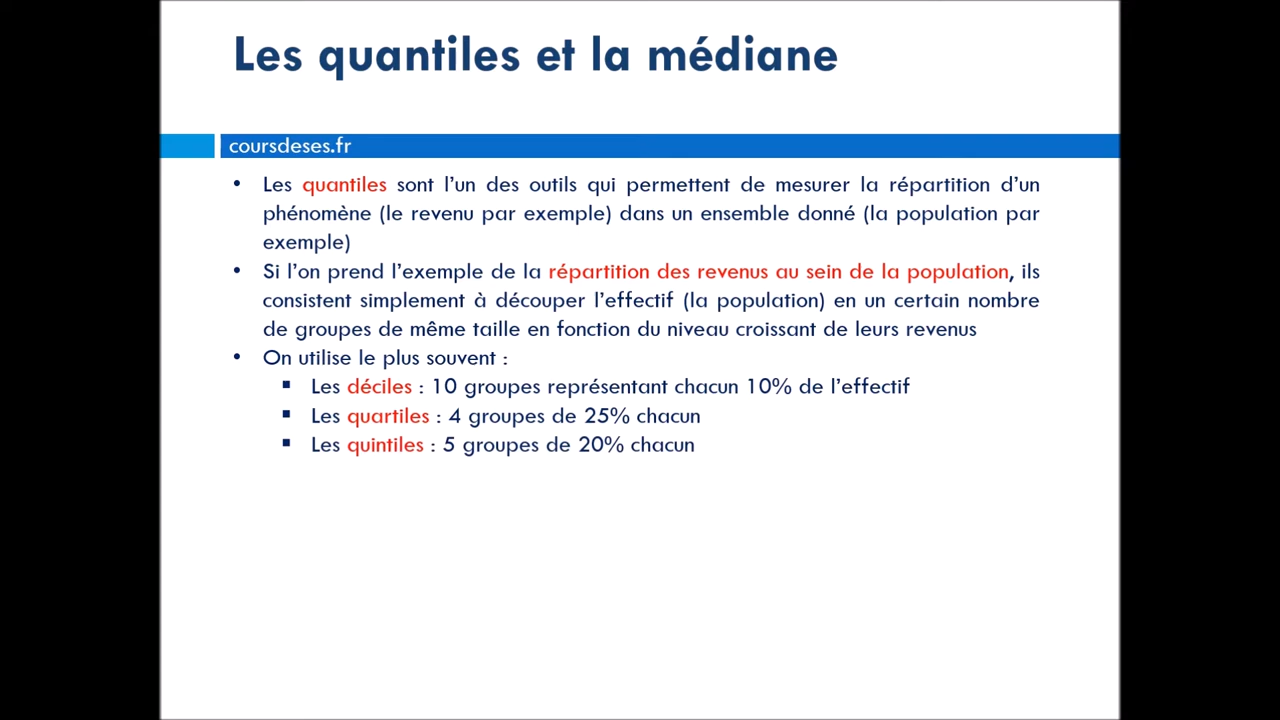 Les quantiles et la médiane
coursdeses.fr
• Les quantiles sont l’un des outils qui permettent de mesurer la répartition d’un
phénomène (le revenu par exemple) dans un ensemble donné (la population par
exemple)
• Si l’on prend l’exemple de la répartition des revenus au sein de la population, ils
consistent simplement à découper l’effectif (la population) en un certain nombre
de groupes de même taille en fonction du niveau croissant de leurs revenus
• On utilise le plus souvent :
▪ Les déciles : 10 groupes représentant chacun 10% de l’effectif
▪ Les quartiles : 4 groupes de 25% chacun
▪ Les quintiles : 5 groupes de 20% chacun